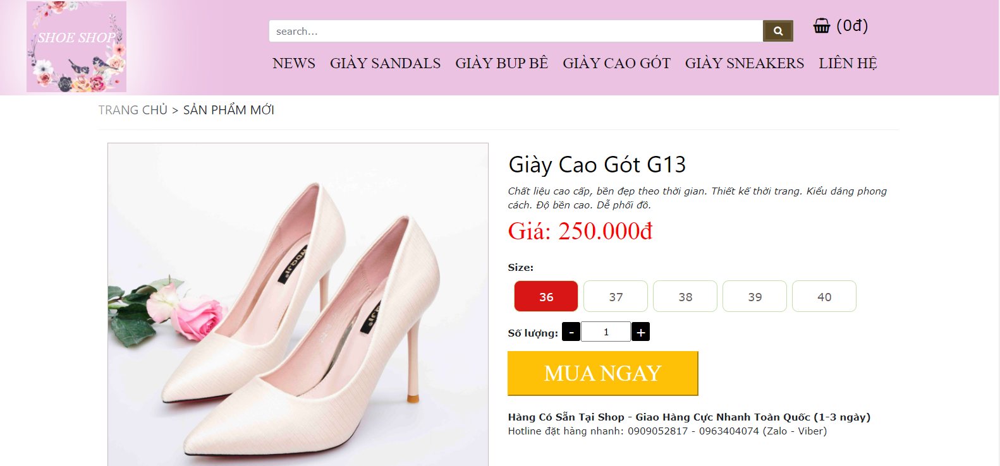 SHOE SHOP
search...
(0đ)
NEWS GIÀY SANDALS GIÀY BUP BÊ GIÀY CAO GÓT GIÀY SNEAKERS LIÊN HỆ
TRANG CHỦ > SẢN PHẨM MỚI
Giày Cao Gót G13
Chất liệu cao cấp, bền đẹp theo thời gian. Thiết kế thời trang. Kiểu dáng phong
cách. Độ bền cao. Dễ phối đồ.
Giá: 250.000đ
Size:
36 37 38 39 40
Số lượng: - 1 +
MUA NGAY
Hàng Có Sẵn Tại Shop - Giao Hàng Cực Nhanh Toàn Quốc (1-3 ngày)
Hotline đặt hàng nhanh: 0909052817 - 0963404074 (Zalo - Viber)